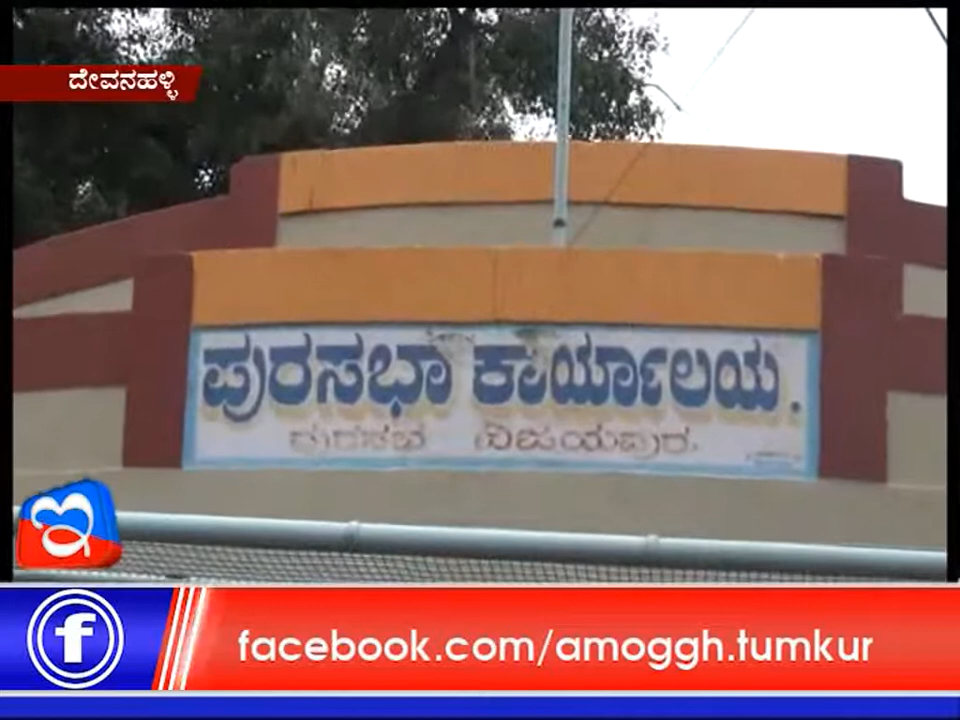 ದೇವನಹಳ್ಳಿ
ಪುರಸಭಾ ಕಾರ್ಯಾಲಯ.
ಪುರಸಭೆ ವಿಜಯಪುರ
facebook.com/amoggh.tumkur